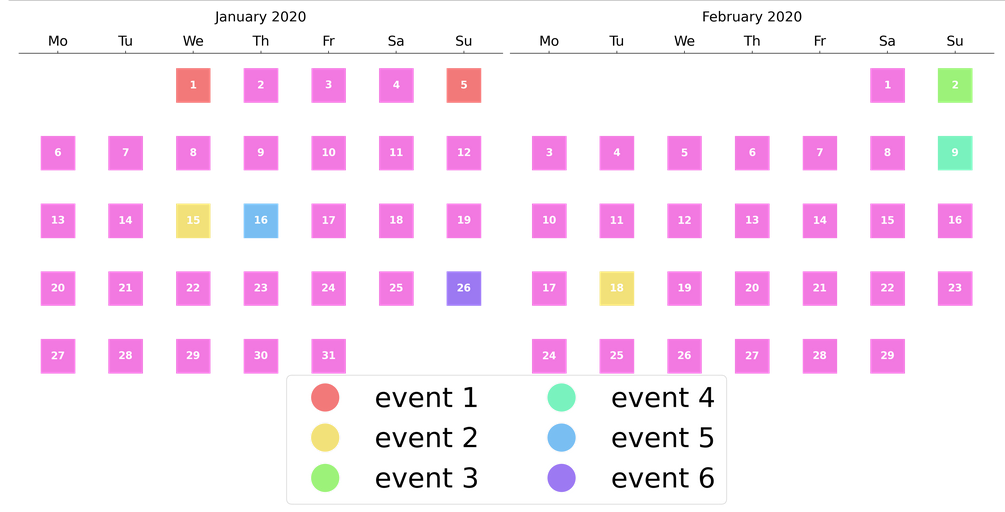 January 2020
Mo Tu We Th Fr Sa Su
1 2 3 4 5
6 7 8 9 10 11 12
13 14 15 16 17 18 19
20 21 22 23 24 25 26
27 28 29 30 31
February 2020
Mo Tu We Th Fr Sa Su
1 2
3 4 5 6 7 8 9
10 11 12 13 14 15 16
17 18 19 20 21 22 23
24 25 26 27 28 29
event 1
event 2
event 3
event 4
event 5
event 6